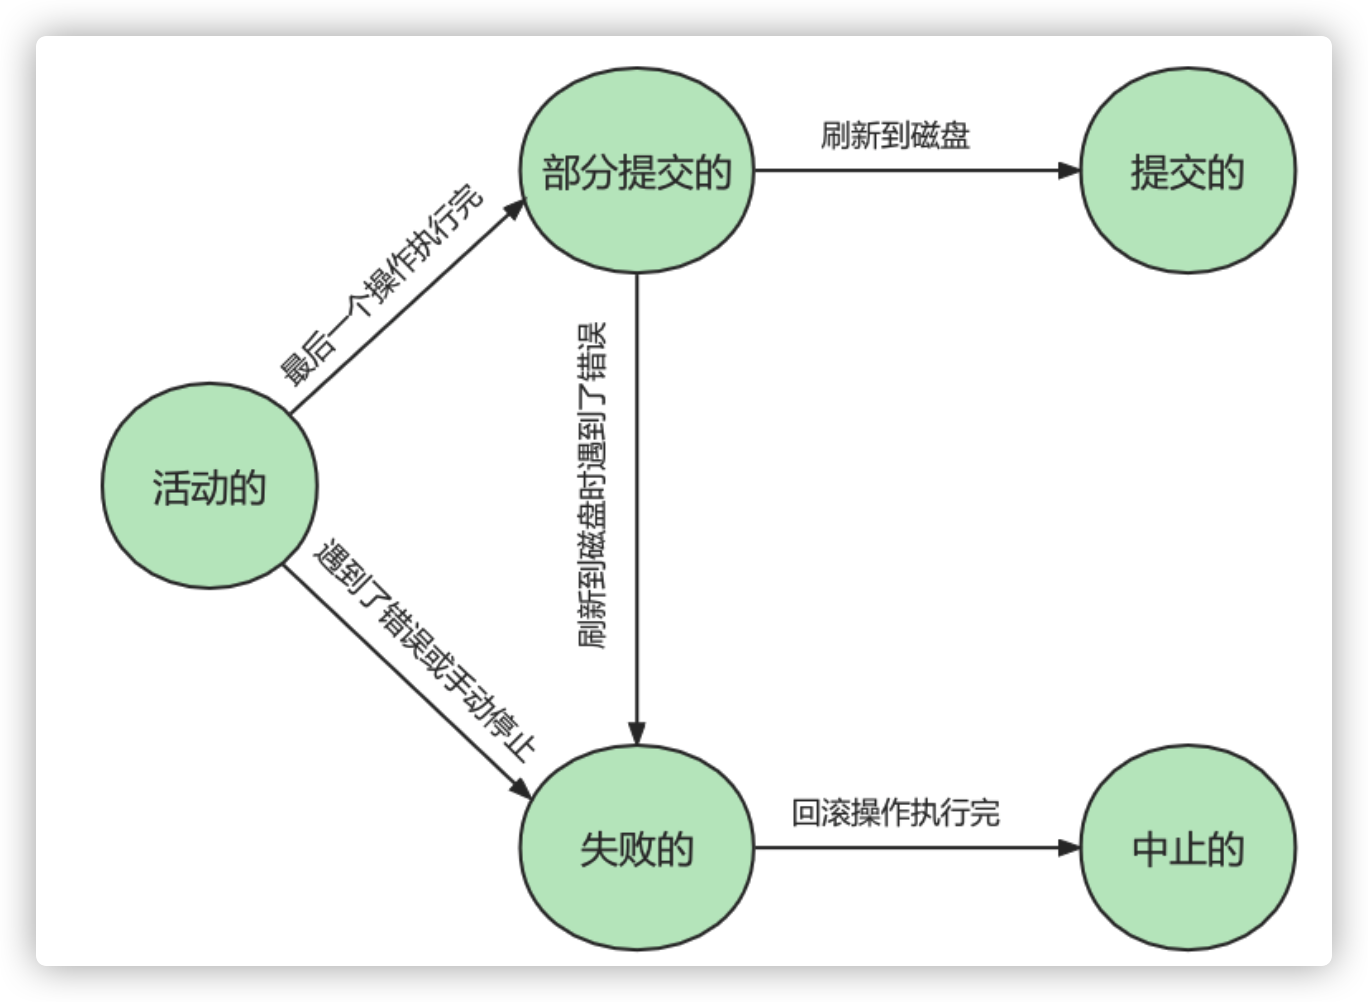 部分提交的
刷新到磁盘
提交的
最后一个操作执行完
刷新到磁盘时遇到了错误
活动的
遇到了错误或手动停止
失败的
回滚操作执行完
中止的